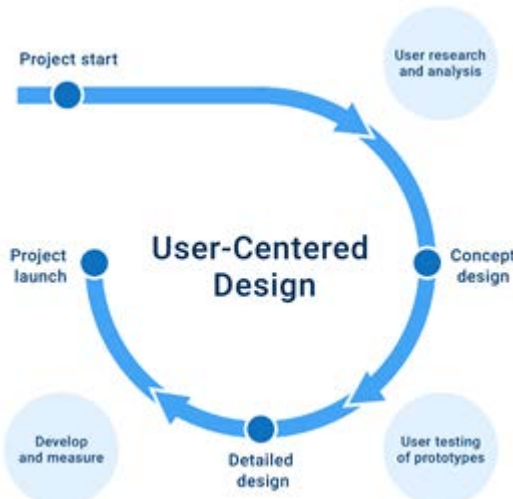 Project start
User research
and analysis
User-Centered
Design
Project
launch
Concept
design
Develop
and measure
Detailed
design
User testing
of prototypes